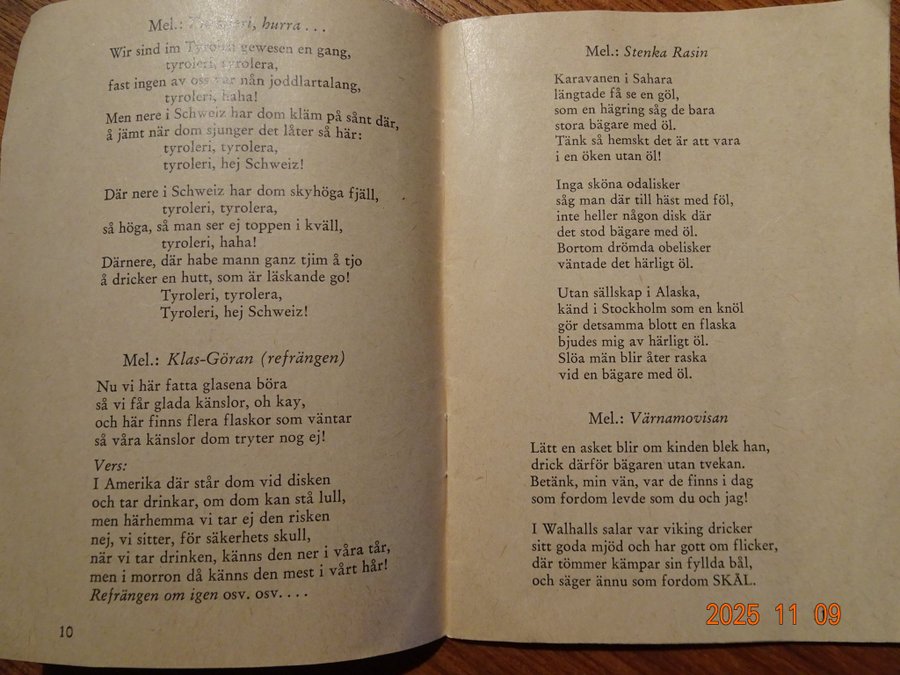 Mel.: Tyroleri, hurra . . .
Wir sind im Tyrolen gewesen en gang,
tyroleri, tyrolera,
fast ingen av oss var nån joddlartalang,
tyroleri, haha!
Men nere i Schweiz har dom kläm på sånt där,
å jämt när dom sjunger det låter så här:
tyroleri, tyrolera,
tyroleri, hej Schweiz!
Där nere i Schweiz har dom skyhöga fjäll,
tyroleri, tyrolera,
så höga, så man ser ej toppen i kväll,
tyroleri, haha!
Därnere, där habe mann ganz tjim å tjo
å dricker en hutt, som är läskande go!
Tyroleri, tyrolera,
Tyroleri, hej Schweiz!
Mel.: Klas-Göran (refrängen)
Nu vi här fatta glasena böra
så vi får glada känslor, oh kay,
och här finns flera flaskor som väntar
så våra känslor dom tryter nog ej!
Vers:
I Amerika där står dom vid disken
och tar drinkar, om dom kan stå lull,
men härhemma vi tar ej den risken
nej, vi sitter, för säkerhets skull,
när vi tar drinken, känns den ner i våra tår,
men i morron då känns den mest i vårt hår!
Refrängen om igen osv. osv. . . .
10
Mel.: Stenka Rasin
Karavanen i Sahara
längtade få se en göl,
som en hägring såg de bara
stora bägare med öl.
Tänk så hemskt det är att vara
i en öken utan öl!
Inga sköna odalisker
såg man där till häst med föl,
inte heller någon disk där
det stod bägare med öl.
Bortom drömda obelisker
väntade det härligt öl.
Utan sällskap i Alaska,
känd i Stockholm som en knöl
gör detsamma blott en flaska
bjudes mig av härligt öl.
Slöa män blir åter raska
vid en bägare med öl.
Mel.: Värnamovisan
Lätt en asket blir om kinden blek han,
drick därför bägaren utan tvekan.
Betänk, min vän, var de finns i dag
som fordom levde som du och jag!
I Walhalls salar var viking dricker
sitt goda mjöd och har gott om flicker,
där tömmer kämpar sin fyllda bål,
och säger ännu som fordom SKÅL.
2025 11 09